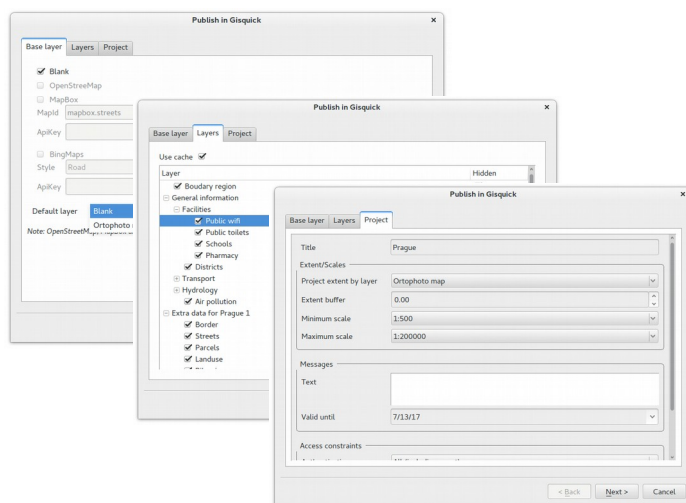 Publish in Gisquick
Base layer Layers Project
Blank
OpenStreeMap
MapBox
MapId mapbox.streets
ApiKey
BingMaps
Style Road
ApiKey
Default layer Blank
Ortophoto
Note: OpenStreetMap,
Publish in Gisquick
Base layer Layers Project
Use cache
Layer Hidden
Boudary region
General information
Facilities
Public wifi
Public toilets
Schools
Pharmacy
Districts
Transport
Hydrology
Air pollution
Extra data for Prague 1
Border
Streets
Parcels
Landuse
Publish in Gisquick
Base layer Layers Project
Title Prague
Extent/Scales
Project extent by layer Ortophoto map
Extent buffer 0.00
Minimum scale 1:500
Maximum scale 1:200000
Messages
Text
Valid until 7/13/17
Access constraints
< Back Next > Cancel